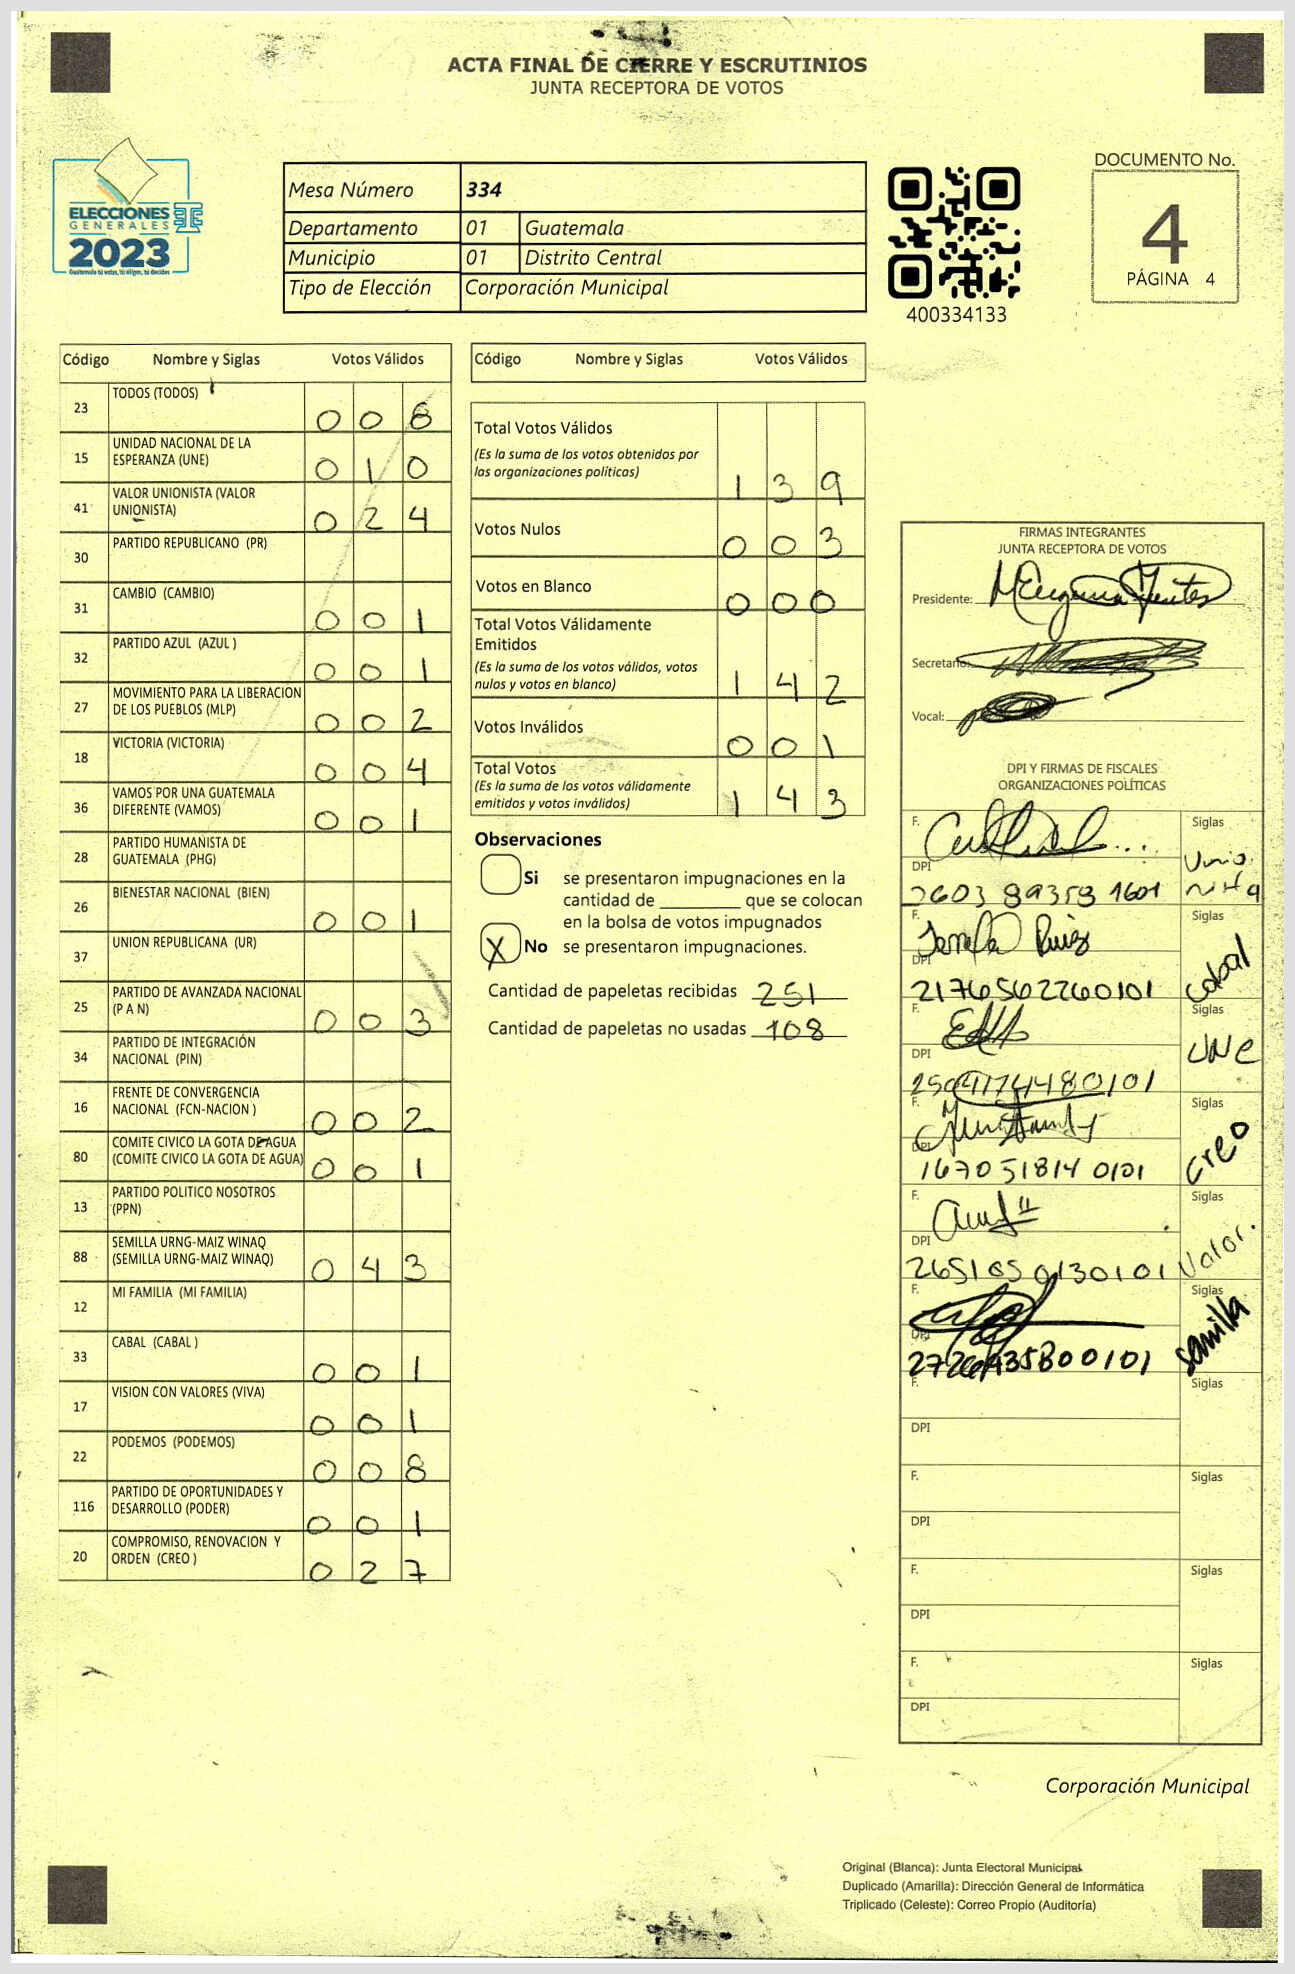 ACTA FINAL DE CIERRE Y ESCRUTINIOS
JUNTA RECEPTORA DE VOTOS
ELECCIONES
GENERALES
2023
Guatemala tú votas, tú eliges, tú decides
Mesa Número 334
Departamento 01 Guatemala
Municipio 01 Distrito Central
Tipo de Elección Corporación Municipal
400334133
DOCUMENTO No.
4
PÁGINA 4
Código Nombre y Siglas Votos Válidos
23 TODOS (TODOS) 0 0 8
15 UNIDAD NACIONAL DE LA ESPERANZA (UNE) 0 1 0
41 VALOR UNIONISTA (VALOR UNIONISTA) 0 2 4
30 PARTIDO REPUBLICANO (PR)
31 CAMBIO (CAMBIO) 0 0 1
32 PARTIDO AZUL (AZUL ) 0 0 1
27 MOVIMIENTO PARA LA LIBERACION DE LOS PUEBLOS (MLP) 0 0 2
18 VICTORIA (VICTORIA) 0 0 4
36 VAMOS POR UNA GUATEMALA DIFERENTE (VAMOS) 0 0 1
28 PARTIDO HUMANISTA DE GUATEMALA (PHG)
26 BIENESTAR NACIONAL (BIEN) 0 0 1
37 UNION REPUBLICANA (UR)
25 PARTIDO DE AVANZADA NACIONAL (P A N) 0 0 3
34 PARTIDO DE INTEGRACIÓN NACIONAL (PIN)
16 FRENTE DE CONVERGENCIA NACIONAL (FCN-NACION ) 0 0 2
80 COMITE CIVICO LA GOTA DE AGUA (COMITE CIVICO LA GOTA DE AGUA) 0 0 1
13 PARTIDO POLITICO NOSOTROS (PPN)
88 SEMILLA URNG-MAIZ WINAQ (SEMILLA URNG-MAIZ WINAQ) 0 4 3
12 MI FAMILIA (MI FAMILIA)
33 CABAL (CABAL ) 0 0 1
17 VISION CON VALORES (VIVA) 0 0 1
22 PODEMOS (PODEMOS) 0 0 8
116 PARTIDO DE OPORTUNIDADES Y DESARROLLO (PODER) 0 0 1
20 COMPROMISO, RENOVACION Y ORDEN (CREO ) 0 2 7
Código Nombre y Siglas Votos Válidos
Total Votos Válidos 1 3 9
(Es la suma de los votos obtenidos por
las organizaciones políticas)
Votos Nulos 0 0 3
Votos en Blanco 0 0 0
Total Votos Válidamente
Emitidos 1 4 2
(Es la suma de los votos válidos, votos
nulos y votos en blanco)
Votos Inválidos 0 0 1
Total Votos 1 4 3
(Es la suma de los votos válidamente
emitidos y votos inválidos)
Observaciones
Si se presentaron impugnaciones en la
cantidad de ________ que se colocan
en la bolsa de votos impugnados
X No se presentaron impugnaciones.
Cantidad de papeletas recibidas 251
Cantidad de papeletas no usadas 108
FIRMAS INTEGRANTES
JUNTA RECEPTORA DE VOTOS
Presidente:
Secretario:
Vocal:
DPI Y FIRMAS DE FISCALES
ORGANIZACIONES POLÍTICAS
F. Siglas
DPI
F. Siglas
DPI 2176562260101 Cabal
F. Siglas
DPI UNE
F. Siglas
DPI 1670518140101 creo
F. Siglas
DPI Valor.
F. Siglas
DPI semilla
F. Siglas
DPI
F. Siglas
DPI
F. Siglas
DPI
F. Siglas
DPI
Corporación Municipal
Original (Blanca): Junta Electoral Municipal
Duplicado (Amarilla): Dirección General de Informática
Triplicado (Celeste): Correo Propio (Auditoría)